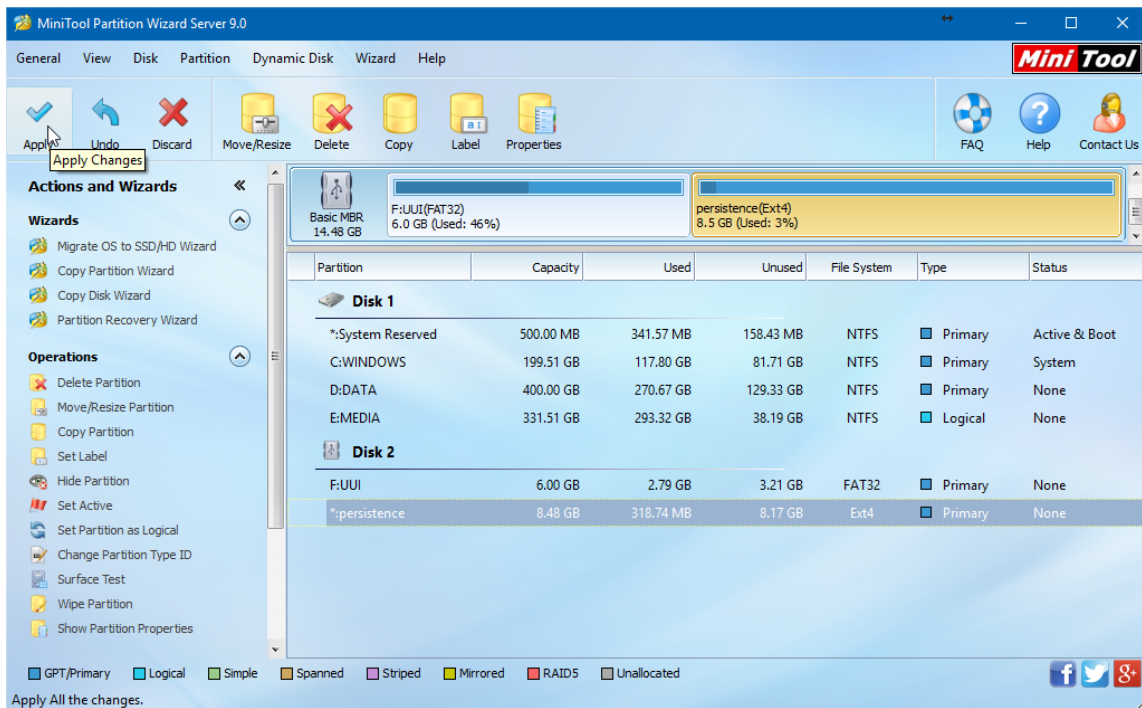 MiniTool Partition Wizard Server 9.0
General View Disk Partition Dynamic Disk Wizard Help
Mini Tool
Apply Undo Discard Move/Resize Delete Copy Label Properties FAQ Help Contact Us
Apply Changes
Actions and Wizards
Wizards
Migrate OS to SSD/HD Wizard
Copy Partition Wizard
Copy Disk Wizard
Partition Recovery Wizard
Operations
Delete Partition
Move/Resize Partition
Copy Partition
Set Label
Hide Partition
Set Active
Set Partition as Logical
Change Partition Type ID
Surface Test
Wipe Partition
Show Partition Properties
Basic MBR
14.48 GB
F:UUI(FAT32)
6.0 GB (Used: 46%)
persistence(Ext4)
8.5 GB (Used: 3%)
Partition Capacity Used Unused File System Type Status
Disk 1
*:System Reserved 500.00 MB 341.57 MB 158.43 MB NTFS Primary Active & Boot
C:WINDOWS 199.51 GB 117.80 GB 81.71 GB NTFS Primary System
D:DATA 400.00 GB 270.67 GB 129.33 GB NTFS Primary None
E:MEDIA 331.51 GB 293.32 GB 38.19 GB NTFS Logical None
Disk 2
F:UUI 6.00 GB 2.79 GB 3.21 GB FAT32 Primary None
*:persistence 8.48 GB 318.74 MB 8.17 GB Ext4 Primary None
GPT/Primary Logical Simple Spanned Striped Mirrored RAID5 Unallocated
Apply All the changes.